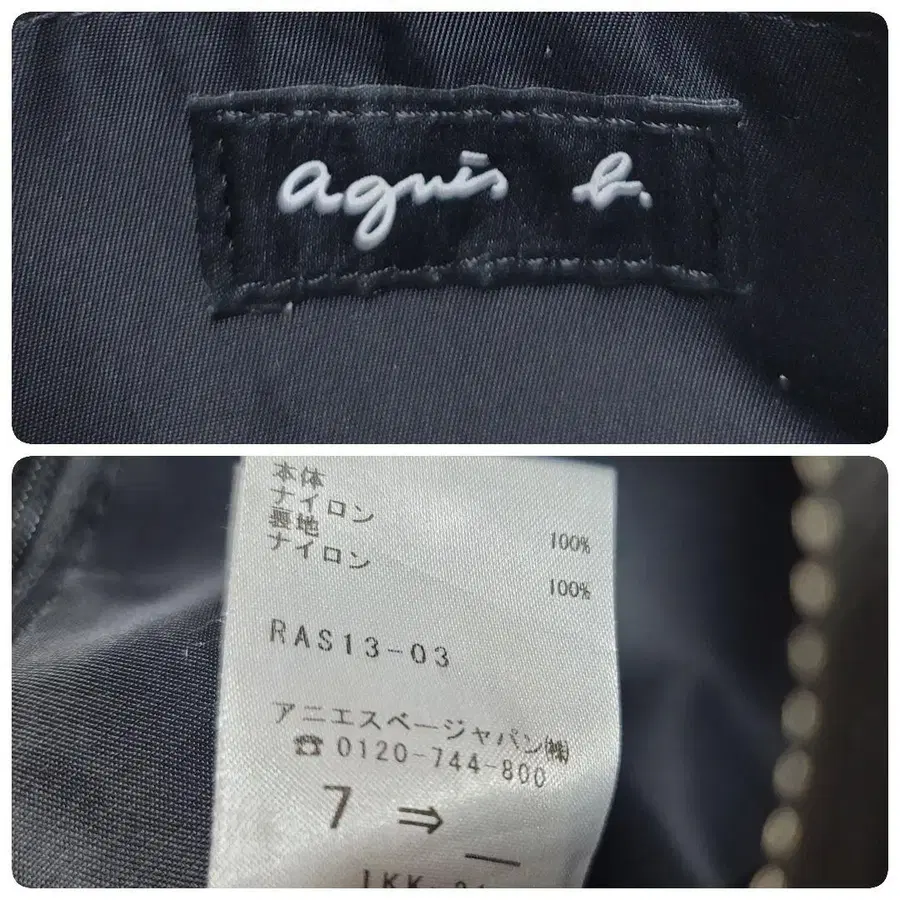 agnès b.
本体
ナイロン 100%
裏地
ナイロン 100%
RAS13-03
アニエスベージャパン㈱
☎ 0120-744-800
7 ⇒